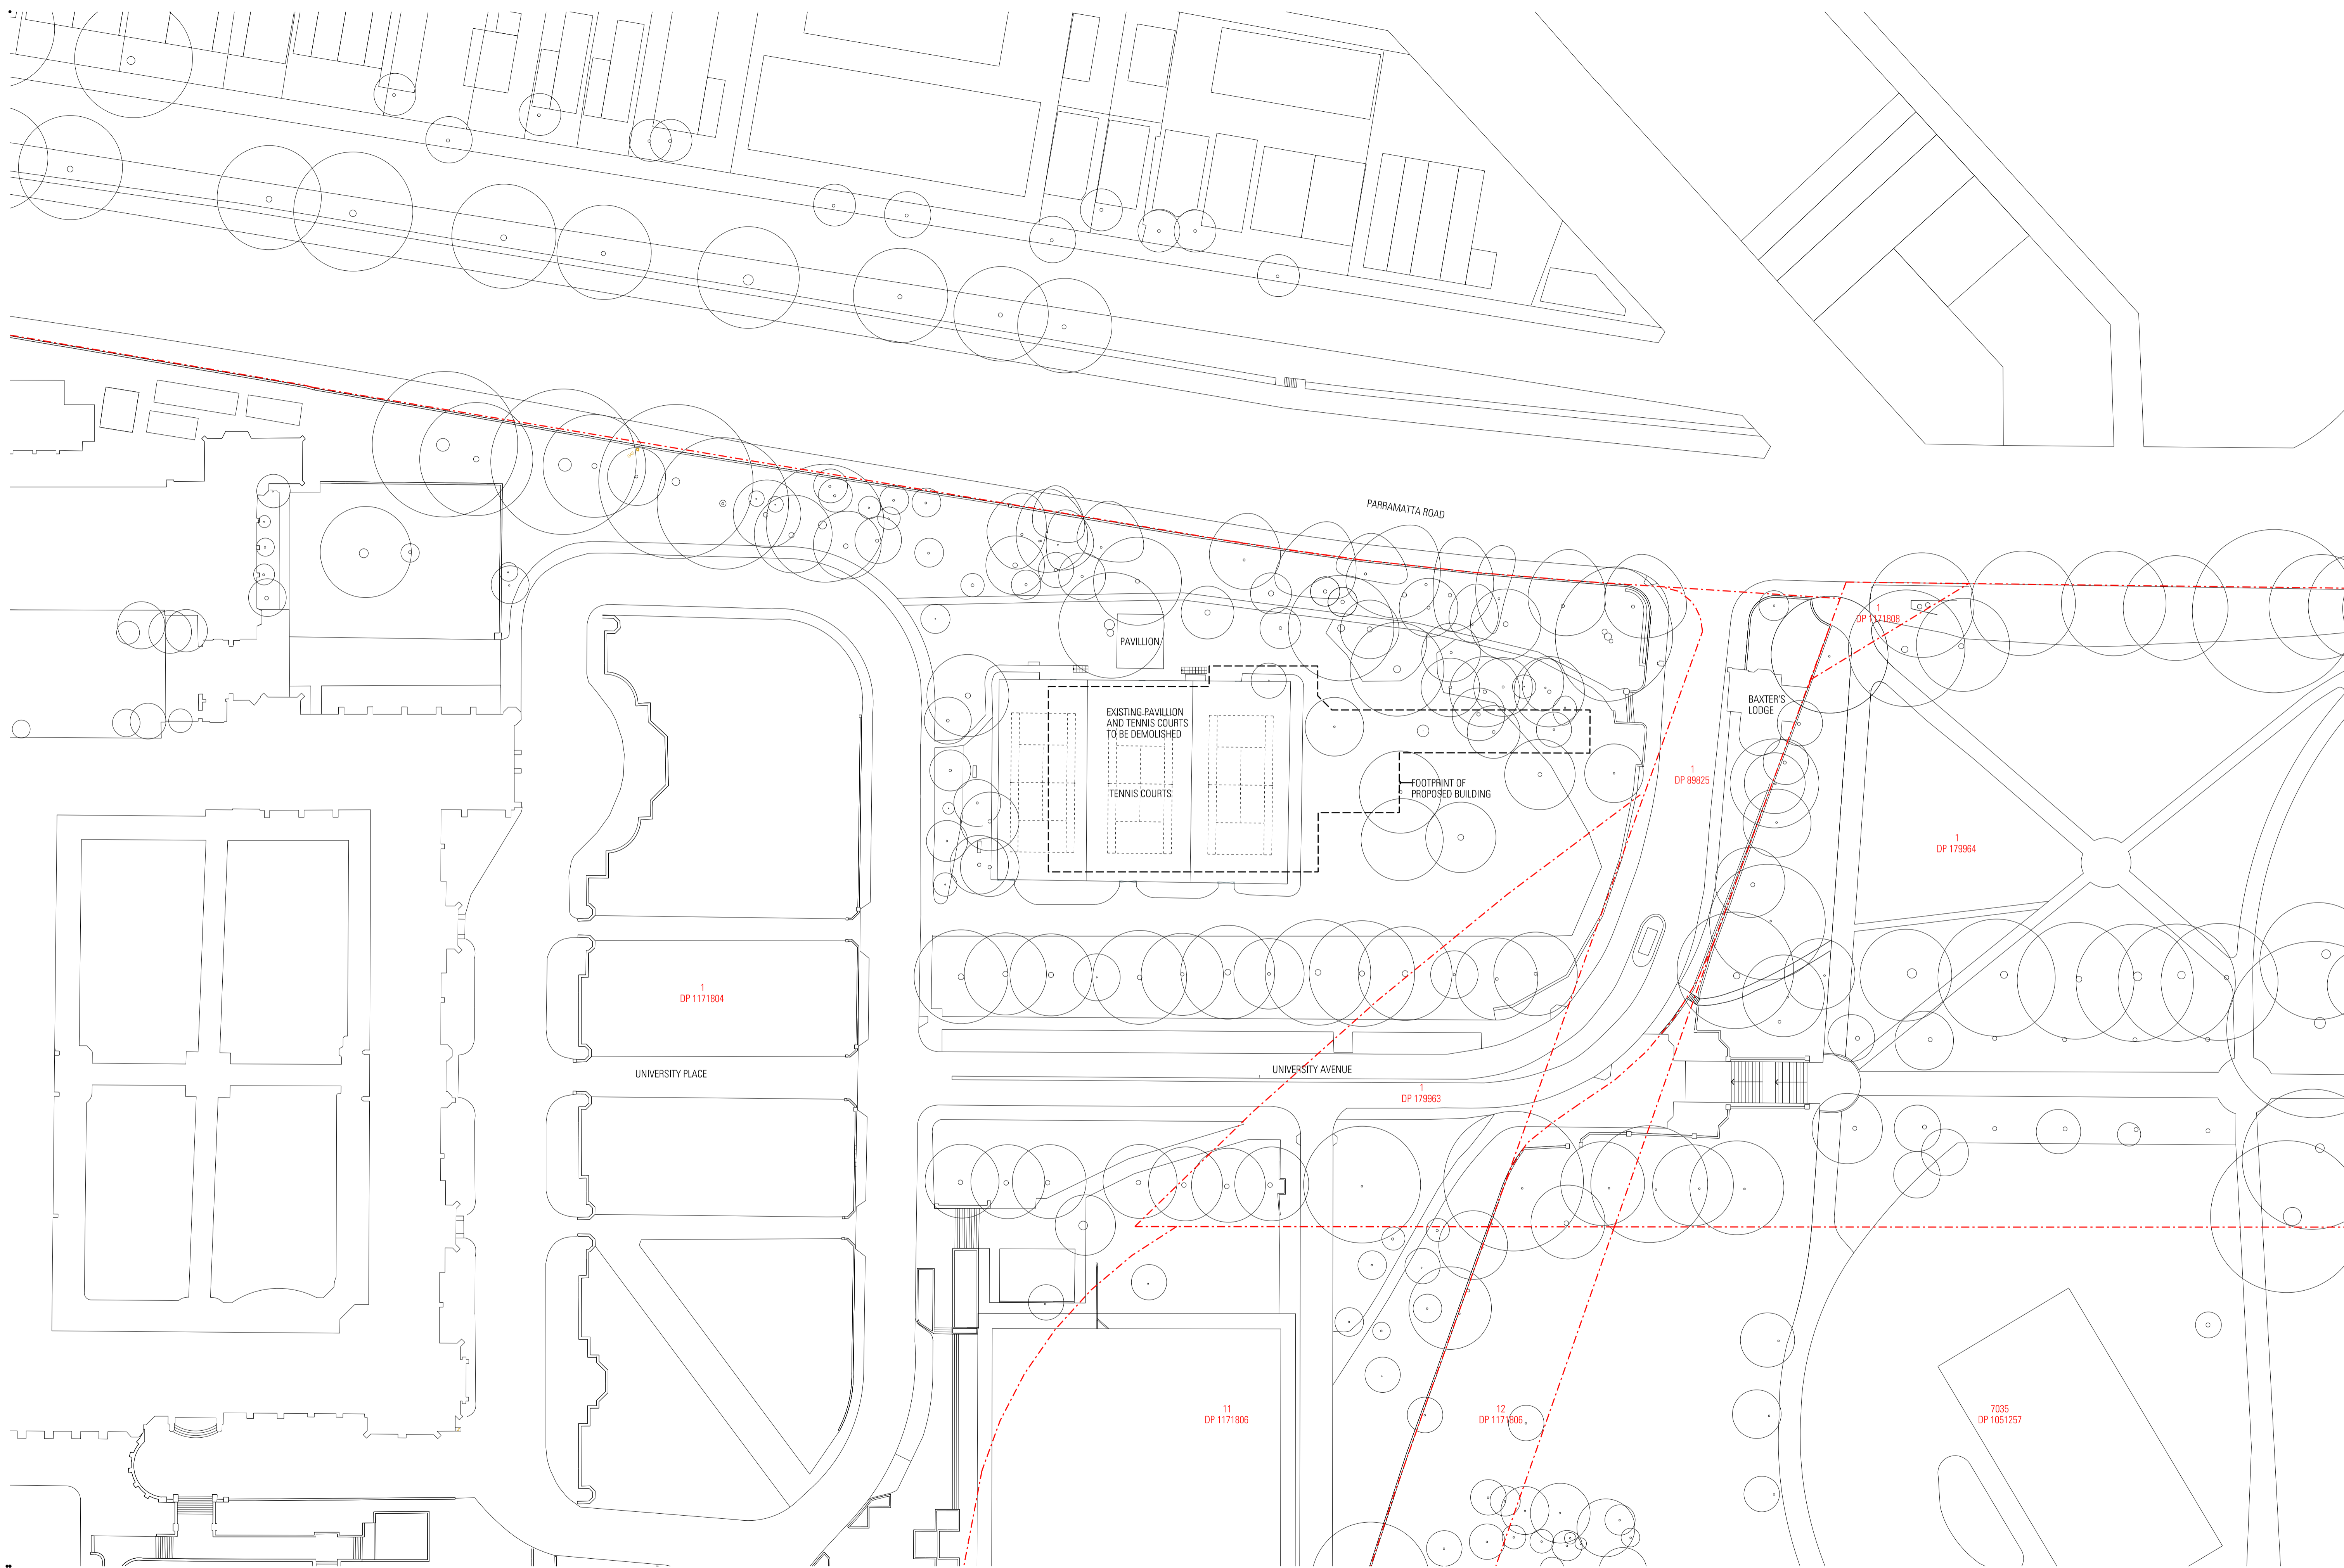 PARRAMATTA ROAD
1
DP 1171808
PAVILLION
BAXTER'S
LODGE
EXISTING PAVILLION
AND TENNIS COURTS
TO BE DEMOLISHED
1
DP 89825
FOOTPRINT OF
PROPOSED BUILDING
TENNIS COURTS
1
DP 179964
1
DP 1171804
UNIVERSITY PLACE
UNIVERSITY AVENUE
1
DP 179963
11
DP 1171806
12
DP 1171806
7035
DP 1051257